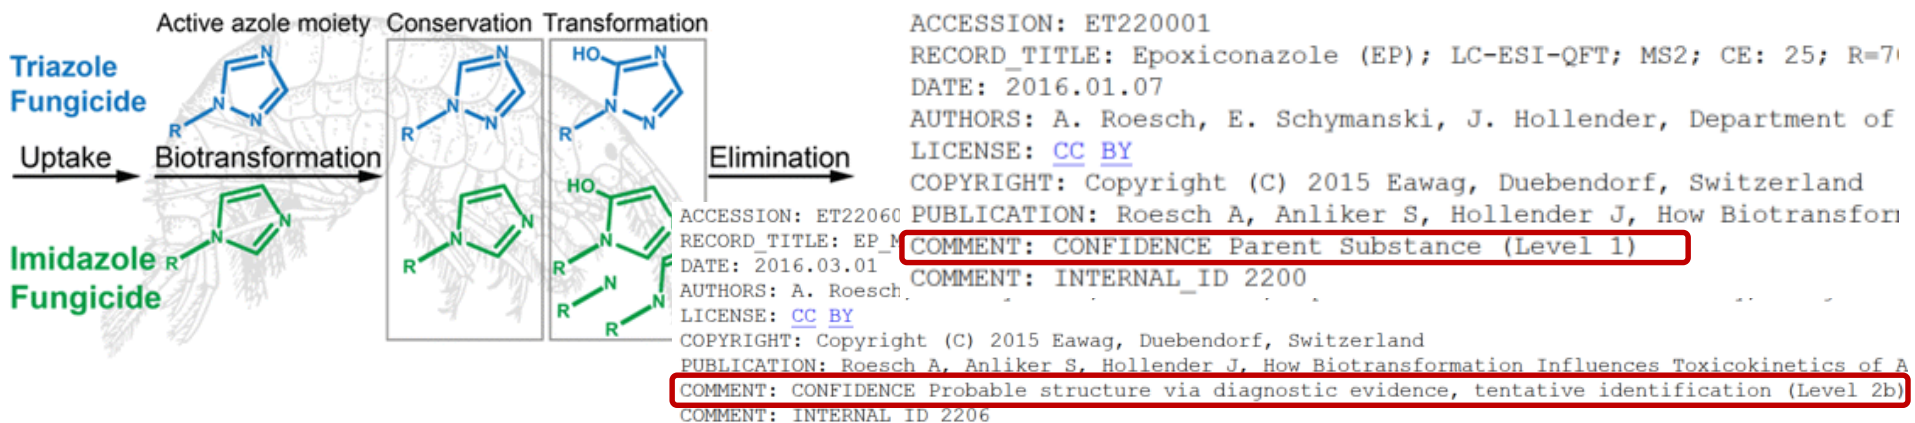 Active azole moiety
Conservation
Transformation
Triazole
Fungicide
N
N
N
R
N
N
N
R
HO
N
N
N
R
Uptake
Biotransformation
Elimination
Imidazole
Fungicide
N
N
R
N
N
R
HO
N
R
N
R
N
R
ACCESSION: ET220001
RECORD_TITLE: Epoxiconazole (EP); LC-ESI-QFT; MS2; CE: 25;
DATE: 2016.01.07
AUTHORS: A. Roesch, E. Schymanski, J. Hollender, Department of
LICENSE: CC BY
COPYRIGHT: Copyright (C) 2015 Eawag, Duebendorf, Switzerland
PUBLICATION: Roesch A, Anliker S, Hollender J, How
COMMENT: CONFIDENCE Parent Substance (Level 1)
COMMENT: INTERNAL_ID 2200
ACCESSION: ET22060
RECORD_TITLE:
DATE: 2016.03.01
AUTHORS: A. Roesch
LICENSE: CC BY
COPYRIGHT: Copyright (C) 2015 Eawag, Duebendorf, Switzerland
PUBLICATION: Roesch A, Anliker S, Hollender J, How Biotransformation Influences Toxicokinetics of A
COMMENT: CONFIDENCE Probable structure via diagnostic evidence, tentative identification (Level 2b)
COMMENT: INTERNAL ID 2206